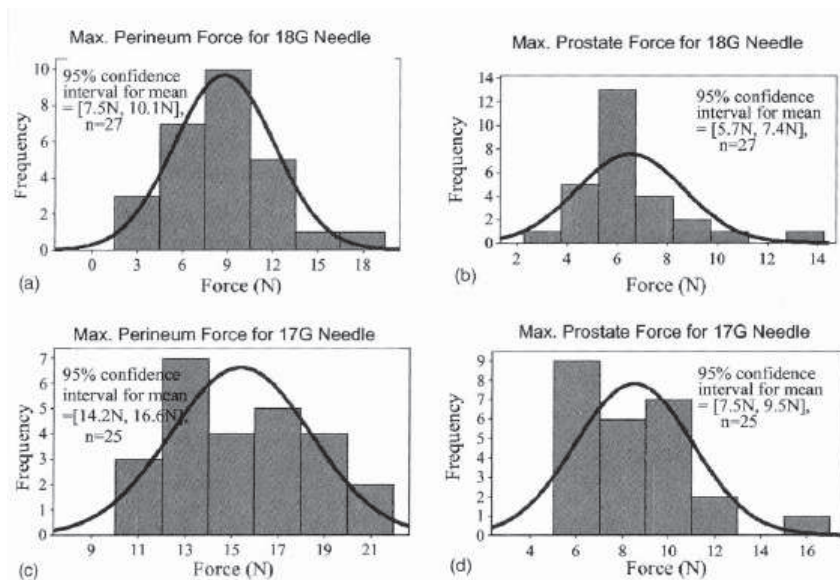 Max. Perineum Force for 18G Needle
95% confidence
interval for mean
= [7.5N, 10.1N],
n=27
Frequency
10
8
6
4
2
0
0 3 6 9 12 15 18
Force (N)
(a)
Max. Prostate Force for 18G Needle
95% confidence
interval for mean
= [5.7N, 7.4N],
n=27
Frequency
14
12
10
8
6
4
2
0
2 4 6 8 10 12 14
Force (N)
(b)
Max. Perineum Force for 17G Needle
95% confidence
interval for mean
=[14.2N, 16.6N],
n=25
Frequency
7
6
5
4
3
2
1
0
9 11 13 15 17 19 21
Force (N)
(c)
Max. Prostate Force for 17G Needle
95% confidence
interval for mean
= [7.5N, 9.5N],
n=25
Frequency
9
8
7
6
5
4
3
2
1
0
4 6 8 10 12 14 16
Force (N)
(d)